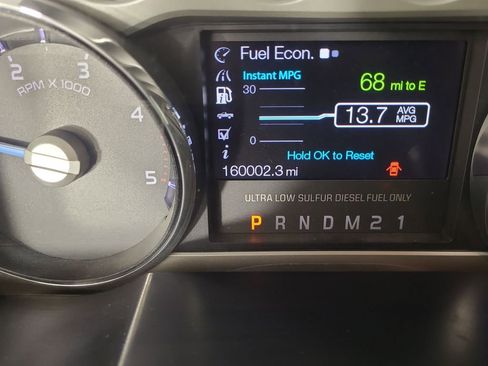 2
3
4
5
RPM X 1000
Fuel Econ.
Instant MPG
30
0
68 mi to E
13.7 AVG MPG
Hold OK to Reset
160002.3 mi
i
ULTRA LOW SULFUR DIESEL FUEL ONLY
P R N D M 2 1